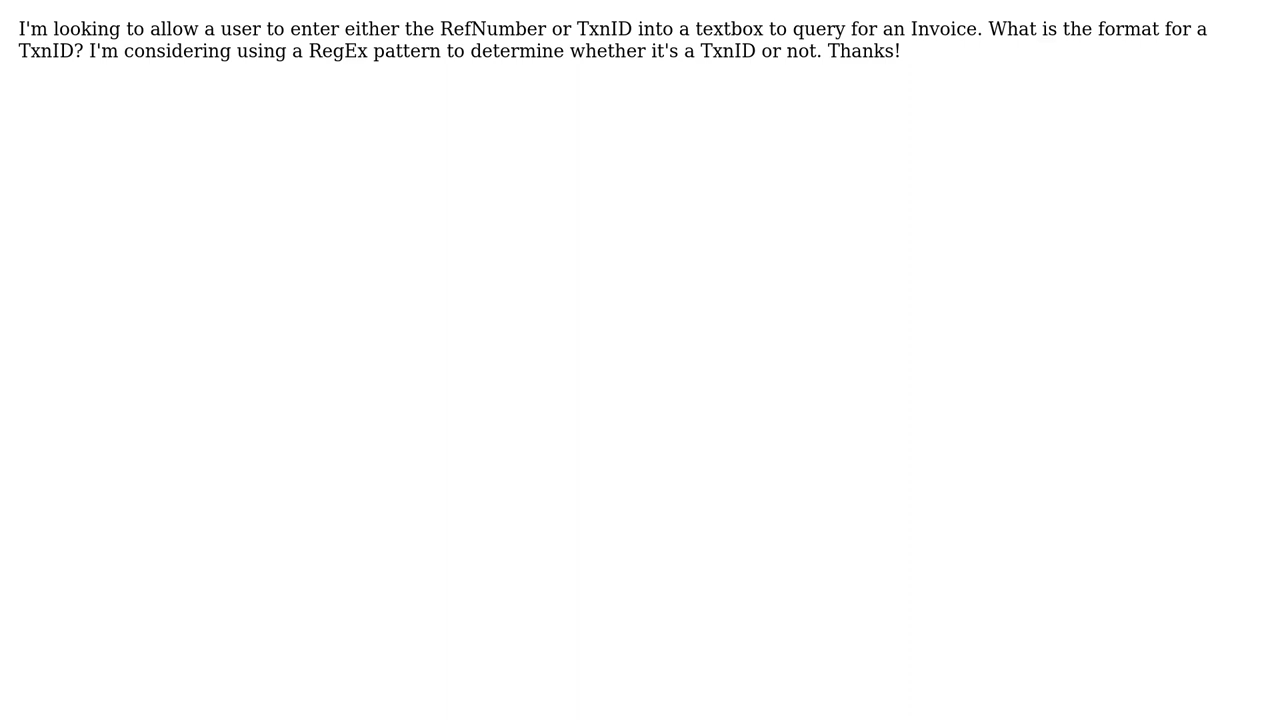 I'm looking to allow a user to enter either the RefNumber or TxnID into a textbox to query for an Invoice. What is the format for a
TxnID? I'm considering using a RegEx pattern to determine whether it's a TxnID or not. Thanks!